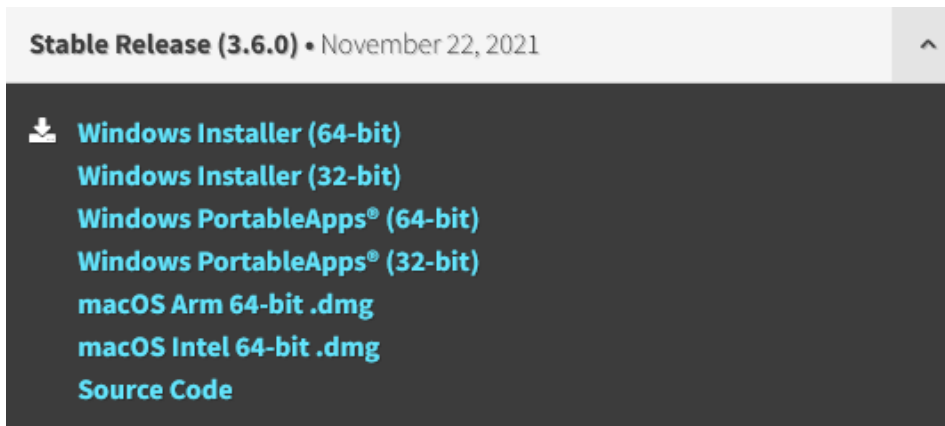 Stable Release (3.6.0) • November 22, 2021
Windows Installer (64-bit)
Windows Installer (32-bit)
Windows PortableApps® (64-bit)
Windows PortableApps® (32-bit)
macOS Arm 64-bit .dmg
macOS Intel 64-bit .dmg
Source Code